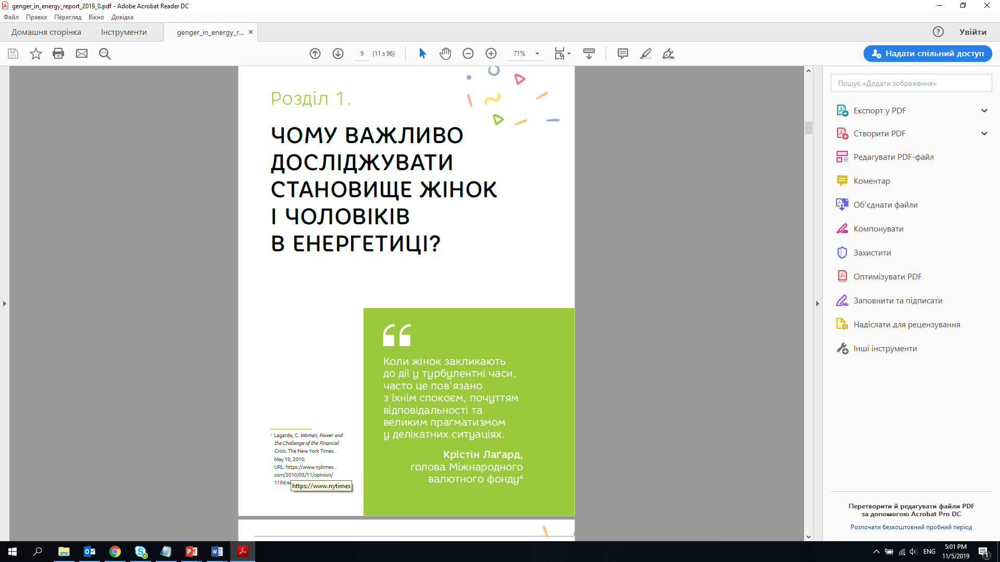 genger_in_energy_report_2019_0.pdf - Adobe Acrobat Reader DC
Файл Правка Перегляд Вікно Довідка
Домашня сторінка Інструменти genger_in_energy_r... Увійти
9 (11 з 96) 71% Надати спільний доступ
Розділ 1.
ЧОМУ ВАЖЛИВО
ДОСЛІДЖУВАТИ
СТАНОВИЩЕ ЖІНОК
І ЧОЛОВІКІВ
В ЕНЕРГЕТИЦІ?
Коли жінок закликають
до дії у турбулентні часи,
часто це пов’язано
з їхнім спокоєм, почуттям
відповідальності та
великим прагматизмом
у делікатних ситуаціях.
Крістін Лаґард,
голова Міжнародного
валютного фонду⁴
⁴ Lagarde, C. Women, Power and
the Challenge of the Financial
Crisis. The New York Times.
May 10, 2010.
URL: https://www.nytimes.
com/2010/05/11/opinion/
https://www.nytimes
Пошук «Додати зображення»
Експорт у PDF
Створити PDF
Редагувати PDF-файл
Коментар
Об'єднати файли
Компонувати
Захистити
Оптимізувати PDF
Заповнити та підписати
Надіслати для рецензування
Інші інструменти
Перетворити й редагувати файли PDF
за допомогою Acrobat Pro DC
Розпочати безкоштовний пробний період
ENG
5:01 PM
11/5/2019
1